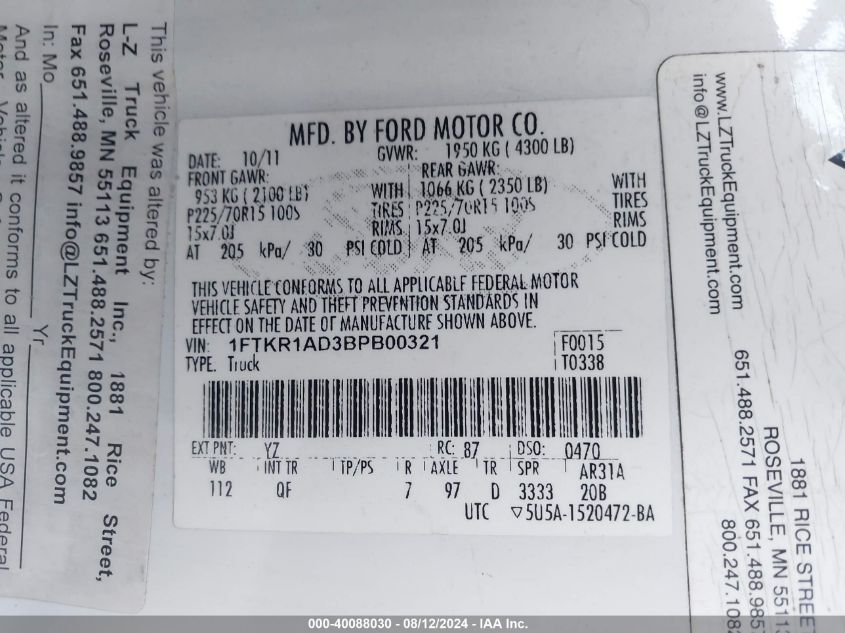 This vehicle was altered by:
L-Z Truck Equipment Inc., 1881 Rice Street,
Roseville, MN 55113 651.488.2571 800.247.1082
Fax 651.488.9857 info@LZTruckEquipment.com
In: Mo Yr
And as altered it conforms to all applicable USA Federal
MFD. BY FORD MOTOR CO.
DATE: 10/11 GVWR: 1950 KG ( 4300 LB)
FRONT GAWR: REAR GAWR:
953 KG ( 2100 LB) WITH 1066 KG ( 2350 LB) WITH
P225/70R15 100S TIRES P225/70R15 100S TIRES
15x7.0J RIMS 15x7.0J RIMS
AT 205 kPa/ 30 PSI COLD AT 205 kPa/ 30 PSI COLD
THIS VEHICLE CONFORMS TO ALL APPLICABLE FEDERAL MOTOR
VEHICLE SAFETY AND THEFT PREVENTION STANDARDS IN
EFFECT ON THE DATE OF MANUFACTURE SHOWN ABOVE.
VIN: 1FTKR1AD3BPB00321 F0015
TYPE. Truck T0338
EXT PNT: YZ RC: 87 DSO: 0470
WB INT TR TP/PS R AXLE TR SPR AR31A
112 QF 7 97 D 3333 20B
UTC ▽5U5A-1520472-BA
www.LZTruckEquipment.com
info@LZTruckEquipment.com
651.488.2571 FAX 651.488.9857
1881 RICE STREET
ROSEVILLE, MN 55113
800.247.1082
000-40088030 - 08/12/2024 - IAA Inc.